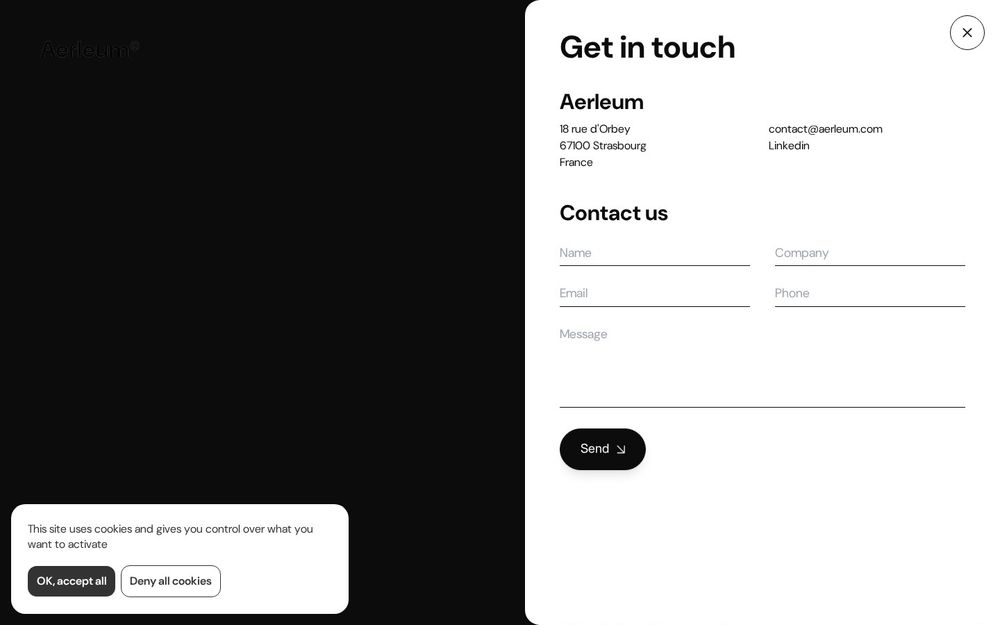 Aerleum®
Get in touch
Aerleum
18 rue d'Orbey
67100 Strasbourg
France
contact@aerleum.com
Linkedin
Contact us
Name
Company
Email
Phone
Message
Send
This site uses cookies and gives you control over what you
want to activate
OK, accept all
Deny all cookies